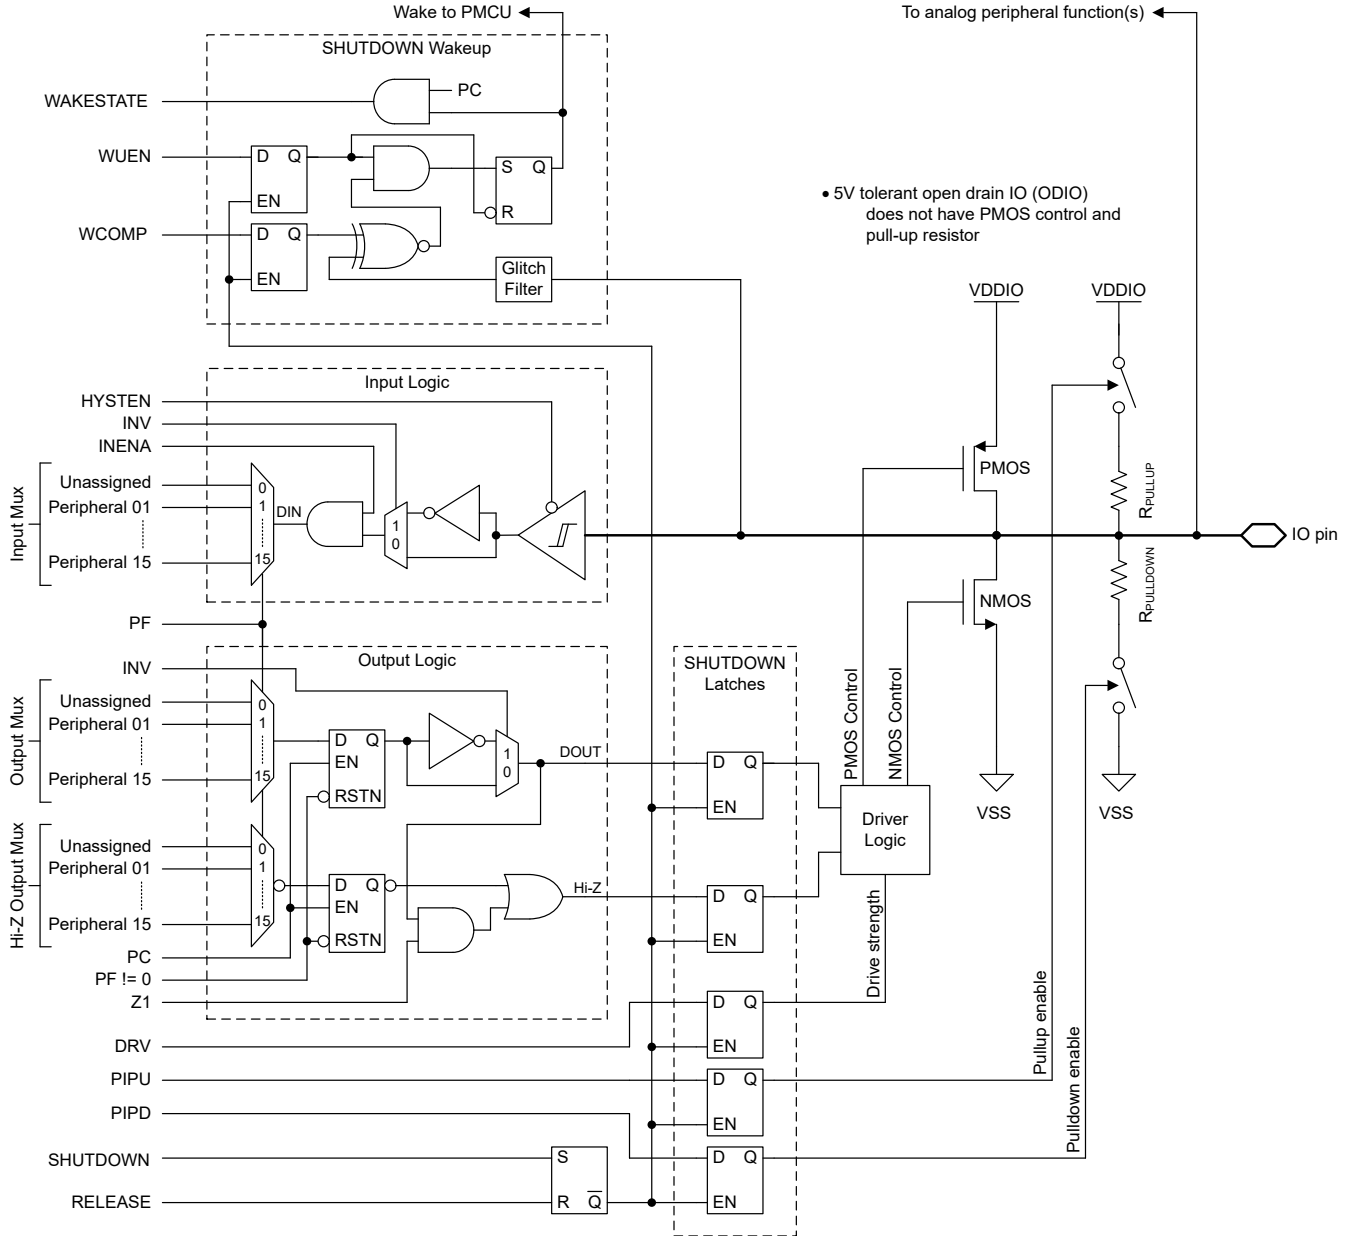 Wake to PMCU
To analog peripheral function(s)
SHUTDOWN Wakeup
WAKESTATE
PC
WUEN
D Q
EN
S Q
R
WCOMP
D Q
EN
Glitch
Filter
• 5V tolerant open drain IO (ODIO)
does not have PMOS control and
pull-up resistor
VDDIO
VDDIO
Input Logic
HYSTEN
INV
INENA
Input Mux
Unassigned
Peripheral 01
Peripheral 15
0
1
15
DIN
1
0
PMOS
RPULLUP
IO pin
NMOS
RPULLDOWN
PF
Output Logic
INV
Output Mux
Unassigned
Peripheral 01
Peripheral 15
0
1
15
D Q
EN
RSTN
1
0
DOUT
SHUTDOWN
Latches
D Q
EN
PMOS Control
NMOS Control
Driver
Logic
VSS
VSS
Hi-Z Output Mux
Unassigned
Peripheral 01
Peripheral 15
0
1
15
D Q
EN
RSTN
Hi-Z
D Q
EN
Drive strength
PC
PF != 0
Z1
D Q
EN
DRV
Pullup enable
PIPU
D Q
EN
PIPD
Pulldown enable
SHUTDOWN
S
D Q
RELEASE
R Q̅
EN